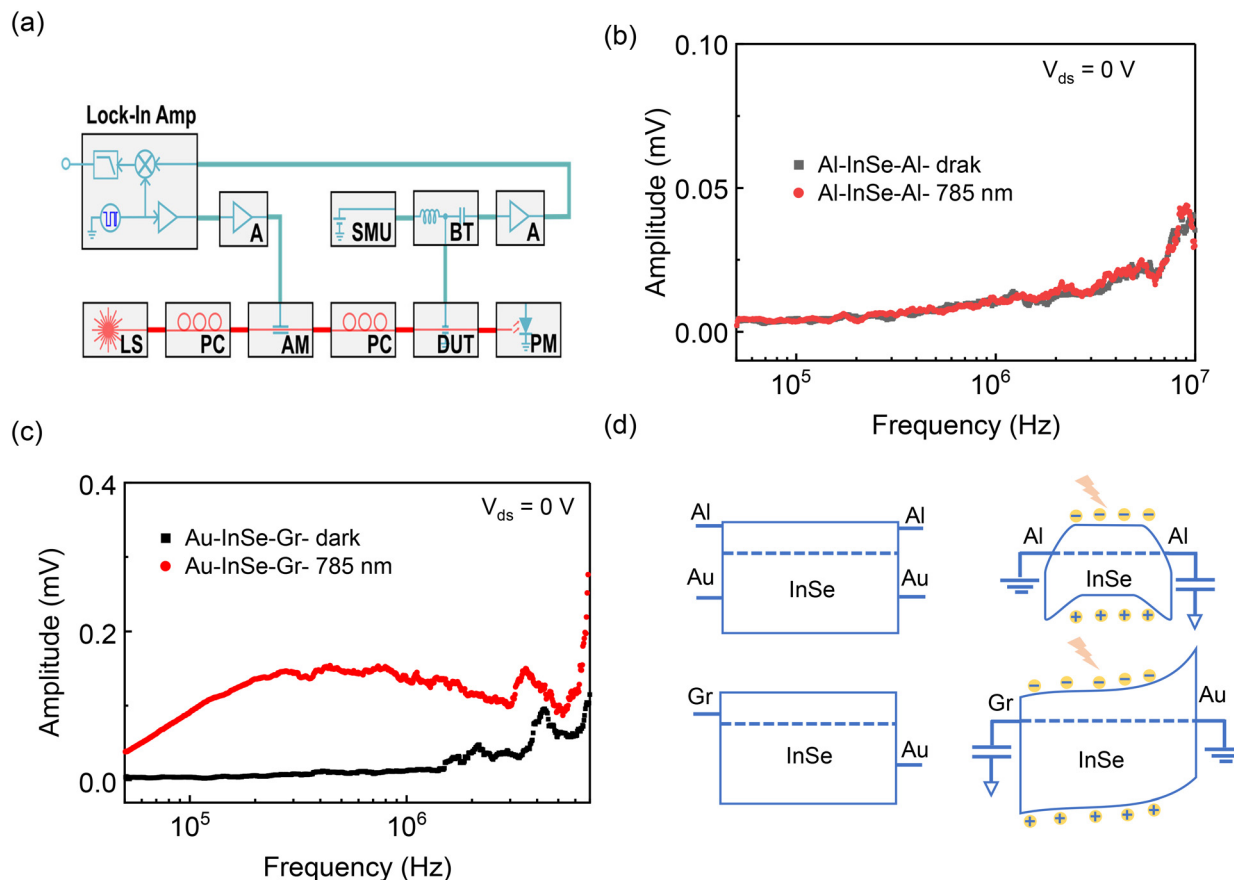 (a)
Lock-In Amp
A
SMU
BT
A
LS
PC
AM
PC
DUT
PM
(b)
0.10
0.05
0.00
Amplitude (mV)
V_ds = 0 V
Al-InSe-Al- drak
Al-InSe-Al- 785 nm
10^5
10^6
10^7
Frequency (Hz)
(c)
0.4
0.2
0.0
Amplitude (mV)
V_ds = 0 V
Au-InSe-Gr- dark
Au-InSe-Gr- 785 nm
10^5
10^6
Frequency (Hz)
(d)
Al
Al
Au
Au
InSe
Al
Al
InSe
Gr
Au
InSe
Gr
Au
InSe